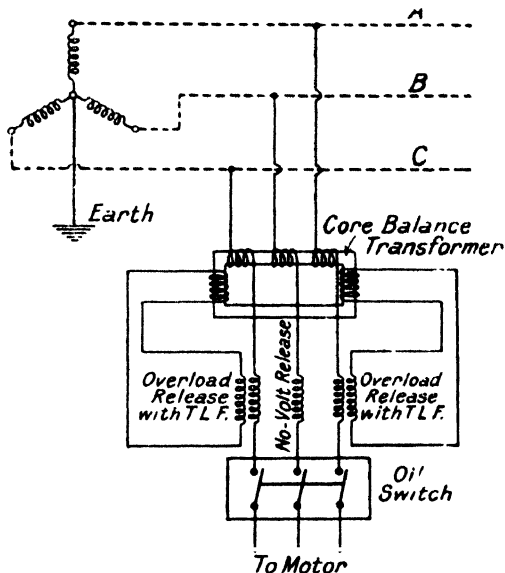 A
B
C
Earth
Core Balance
Transformer
No-Volt Release
Overload
Release
with T.L.F.
Overload
Release
with T.L.F.
Oil
Switch
To Motor